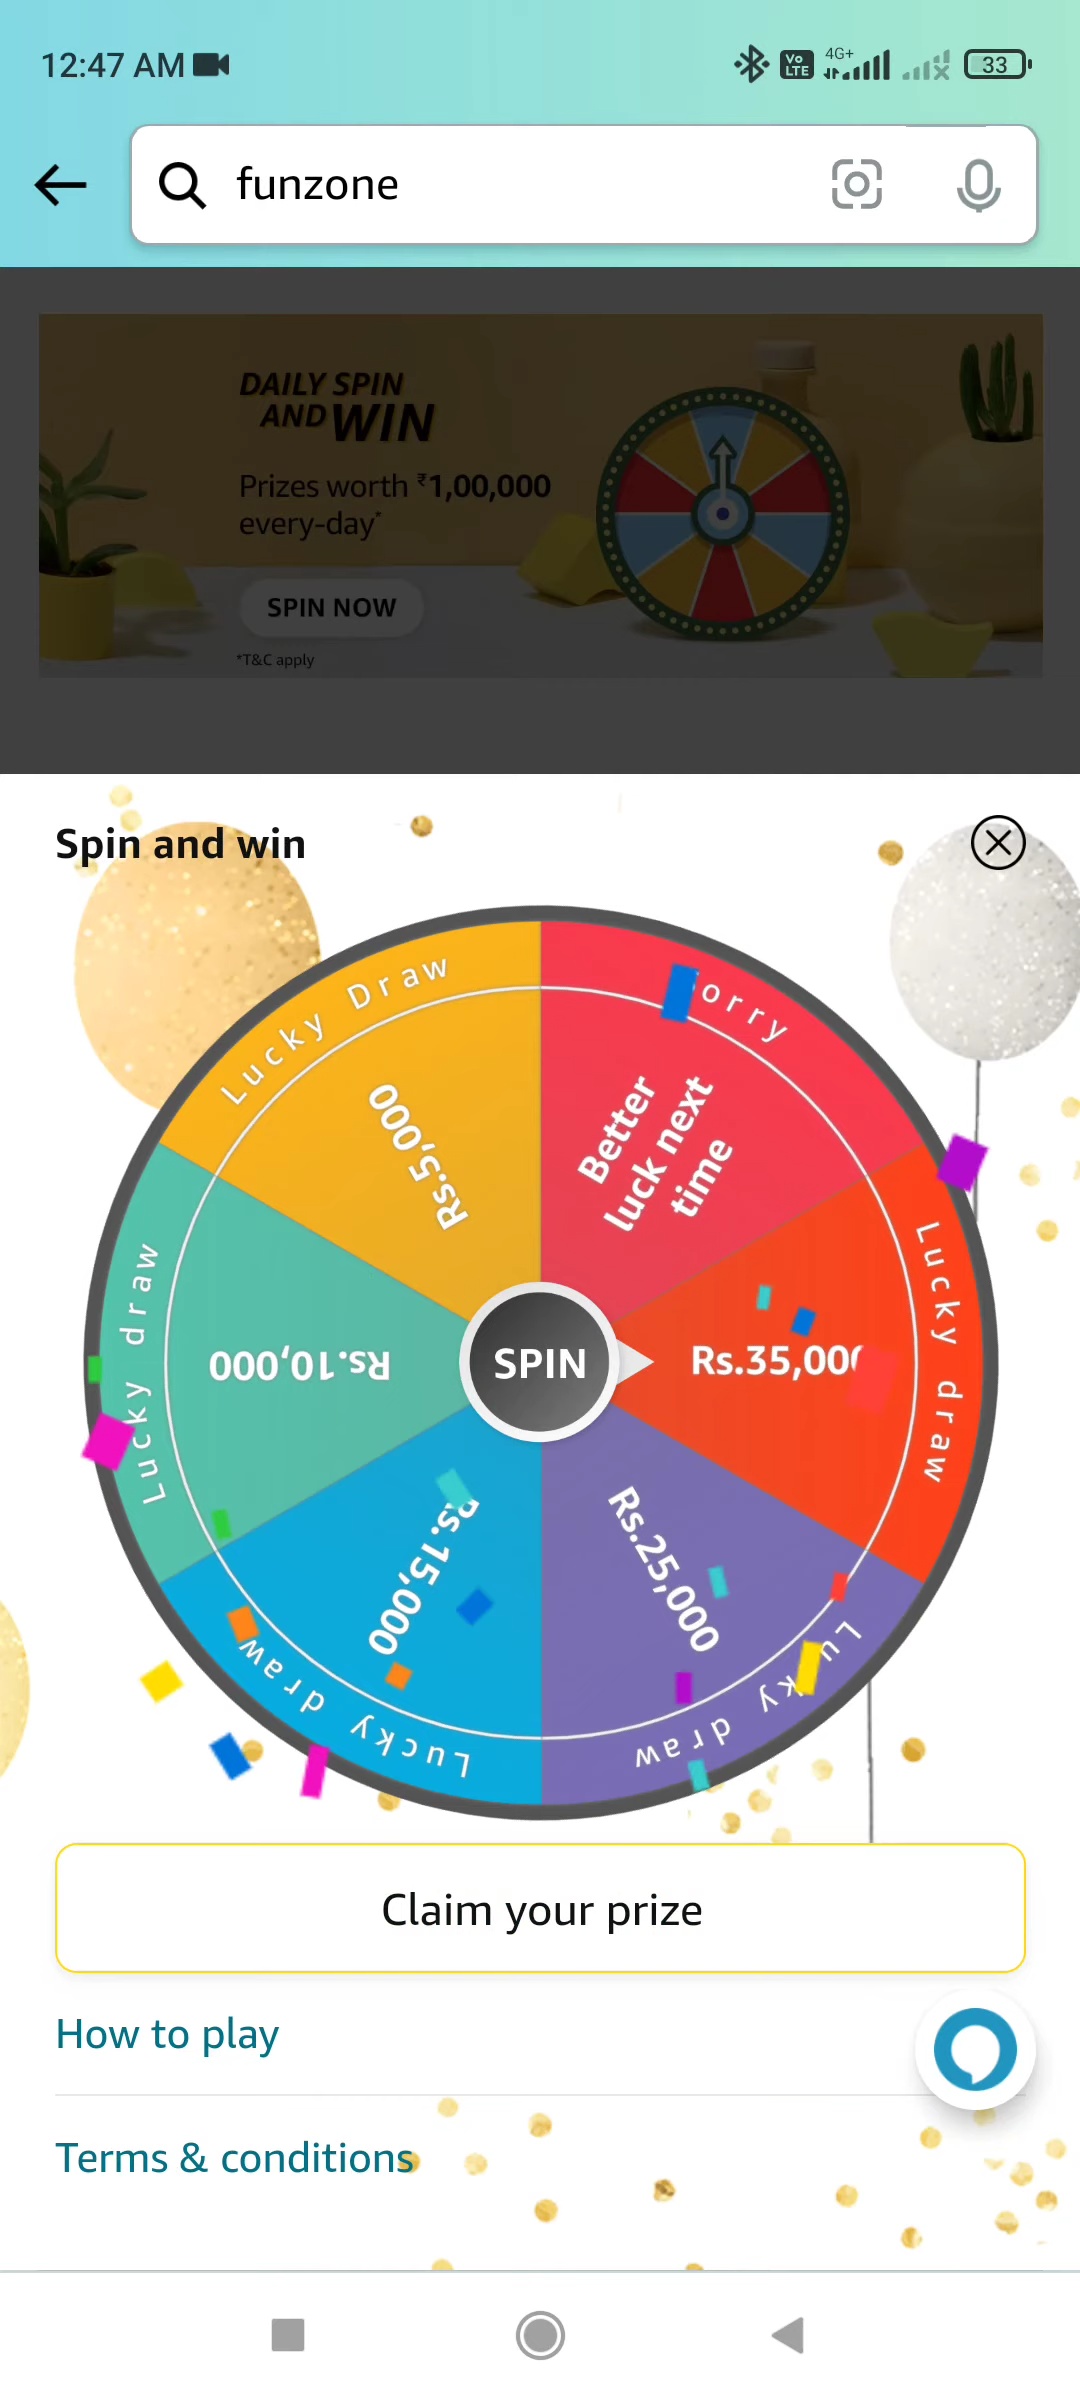 12:47 AM
4G+
Vo
LTE
33
funzone
DAILY SPIN
AND WIN
Prizes worth ₹1,00,000
every-day*
SPIN NOW
*T&C apply
Spin and win
Lucky Draw
Rs.5,000
orry
Better
luck next
time
Lucky draw
Rs.35,00
Lucky draw
Rs.25,000
Lucky draw
Rs.15,000
Lucky draw
Rs.10,000
SPIN
Claim your prize
How to play
Terms & conditions